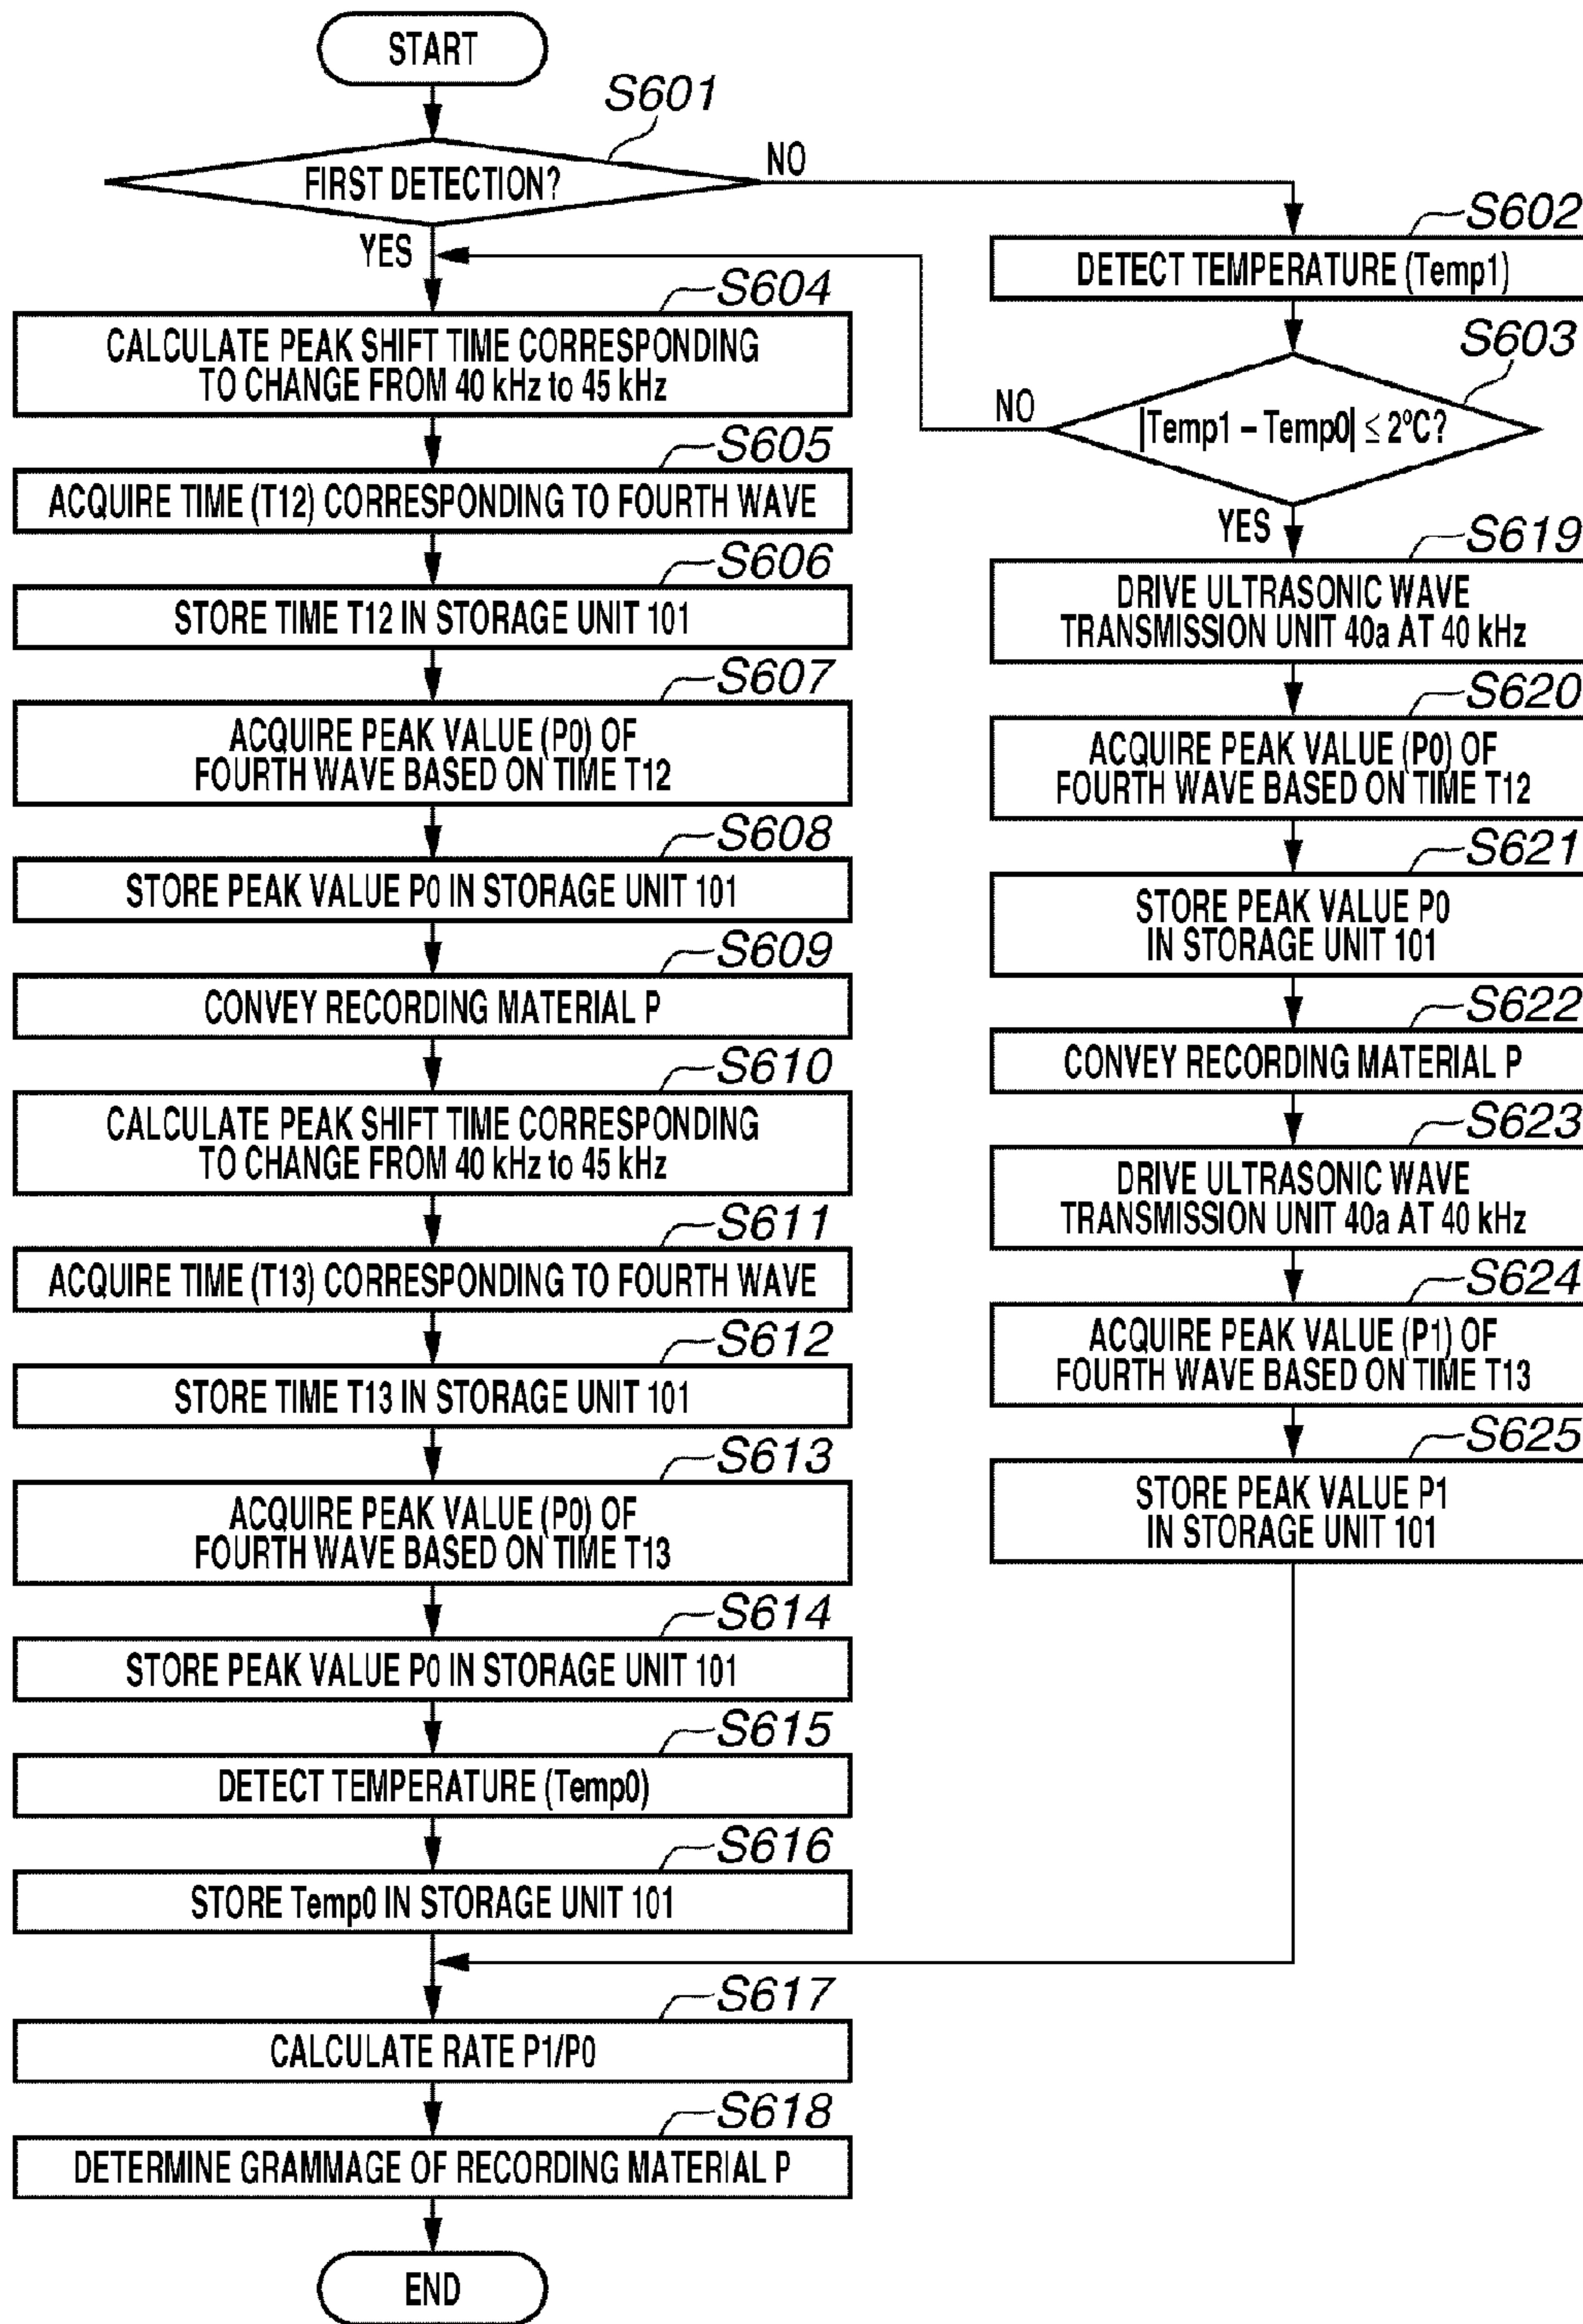 START
S601
FIRST DETECTION?
NO
YES
S602
DETECT TEMPERATURE (Temp1)
S603
|Temp1 – Temp0| ≤ 2°C?
NO
YES
S604
CALCULATE PEAK SHIFT TIME CORRESPONDING
TO CHANGE FROM 40 kHz to 45 kHz
S605
ACQUIRE TIME (T12) CORRESPONDING TO FOURTH WAVE
S606
STORE TIME T12 IN STORAGE UNIT 101
S607
ACQUIRE PEAK VALUE (P0) OF
FOURTH WAVE BASED ON TIME T12
S608
STORE PEAK VALUE P0 IN STORAGE UNIT 101
S609
CONVEY RECORDING MATERIAL P
S610
CALCULATE PEAK SHIFT TIME CORRESPONDING
TO CHANGE FROM 40 kHz to 45 kHz
S611
ACQUIRE TIME (T13) CORRESPONDING TO FOURTH WAVE
S612
STORE TIME T13 IN STORAGE UNIT 101
S613
ACQUIRE PEAK VALUE (P0) OF
FOURTH WAVE BASED ON TIME T13
S614
STORE PEAK VALUE P0 IN STORAGE UNIT 101
S615
DETECT TEMPERATURE (Temp0)
S616
STORE Temp0 IN STORAGE UNIT 101
S619
DRIVE ULTRASONIC WAVE
TRANSMISSION UNIT 40a AT 40 kHz
S620
ACQUIRE PEAK VALUE (P0) OF
FOURTH WAVE BASED ON TIME T12
S621
STORE PEAK VALUE P0
IN STORAGE UNIT 101
S622
CONVEY RECORDING MATERIAL P
S623
DRIVE ULTRASONIC WAVE
TRANSMISSION UNIT 40a AT 40 kHz
S624
ACQUIRE PEAK VALUE (P1) OF
FOURTH WAVE BASED ON TIME T13
S625
STORE PEAK VALUE P1
IN STORAGE UNIT 101
S617
CALCULATE RATE P1/P0
S618
DETERMINE GRAMMAGE OF RECORDING MATERIAL P
END